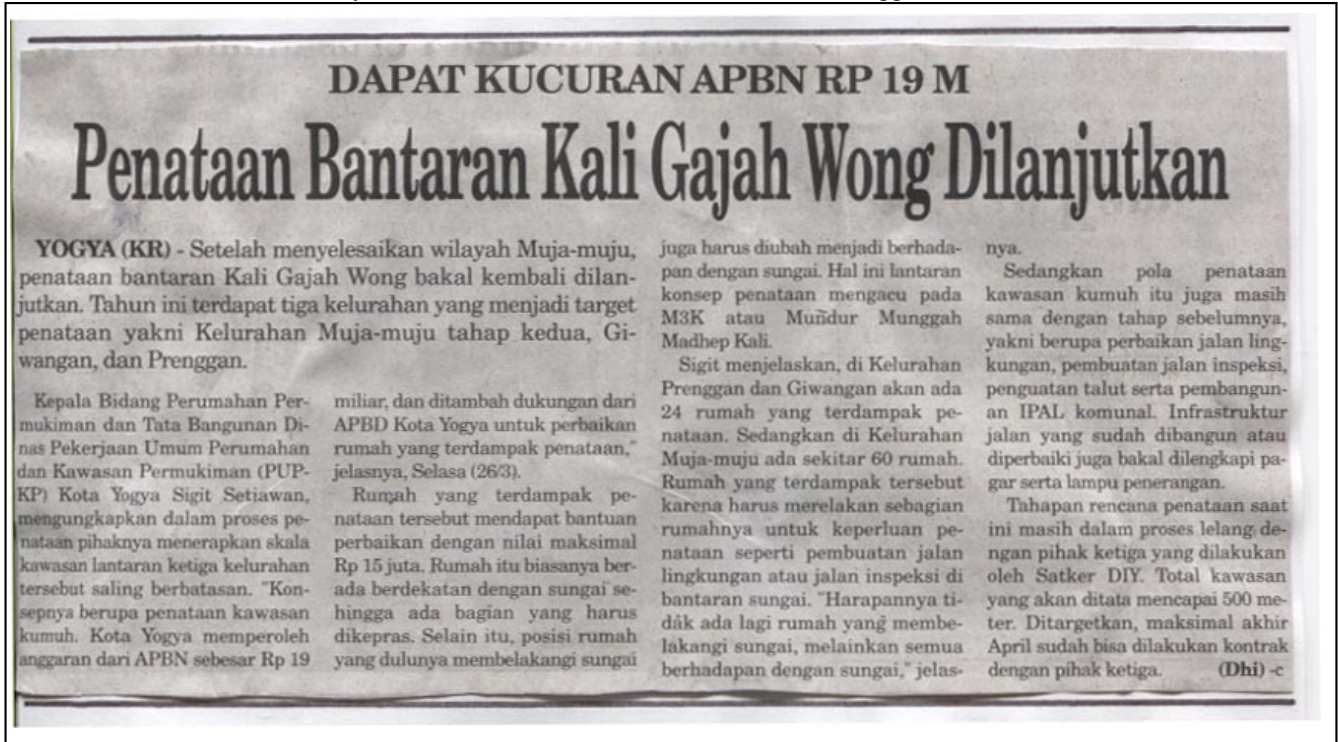 DAPAT KUCURAN APBN RP 19 M
Penataan Bantaran Kali Gajah Wong Dilanjutkan
YOGYA (KR) - Setelah menyelesaikan wilayah Muja-muju,
penataan bantaran Kali Gajah Wong bakal kembali dilan-
jutkan. Tahun ini terdapat tiga kelurahan yang menjadi target
penataan yakni Kelurahan Muja-muju tahap kedua, Gi-
wangan, dan Prenggan.
Kepala Bidang Perumahan Per-
mukiman dan Tata Bangunan Di-
nas Pekerjaan Umum Perumahan
dan Kawasan Permukiman (PUP-
KP) Kota Yogya Sigit Setiawan,
mengungkapkan dalam proses pe-
nataan pihaknya menerapkan skala
kawasan lantaran ketiga kelurahan
tersebut saling berbatasan. "Kon-
sepnya berupa penataan kawasan
kumuh. Kota Yogya memperoleh
anggaran dari APBN sebesar Rp 19
miliar, dan ditambah dukungan dari
APBD Kota Yogya untuk perbaikan
rumah yang terdampak penataan,"
jelasnya, Selasa (26/3).
Rumah yang terdampak pe-
nataan tersebut mendapat bantuan
perbaikan dengan nilai maksimal
Rp 15 juta. Rumah itu biasanya ber-
ada berdekatan dengan sungai se-
hingga ada bagian yang harus
dikepras. Selain itu, posisi rumah
yang dulunya membelakangi sungai
juga harus diubah menjadi berhada-
pan dengan sungai. Hal ini lantaran
konsep penataan mengacu pada
M3K atau Mundur Munggah
Madhep Kali.
Sigit menjelaskan, di Kelurahan
Prenggan dan Giwangan akan ada
24 rumah yang terdampak pe-
nataan. Sedangkan di Kelurahan
Muja-muju ada sekitar 60 rumah.
Rumah yang terdampak tersebut
karena harus merelakan sebagian
rumahnya untuk keperluan pe-
nataan seperti pembuatan jalan
lingkungan atau jalan inspeksi di
bantaran sungai. "Harapannya ti-
dak ada lagi rumah yang membe-
lakangi sungai, melainkan semua
berhadapan dengan sungai," jelas-
nya.
Sedangkan pola penataan
kawasan kumuh itu juga masih
sama dengan tahap sebelumnya,
yakni berupa perbaikan jalan ling-
kungan, pembuatan jalan inspeksi,
penguatan talut serta pembangun-
an IPAL komunal. Infrastruktur
jalan yang sudah dibangun atau
diperbaiki juga bakal dilengkapi pa-
gar serta lampu penerangan.
Tahapan rencana penataan saat
ini masih dalam proses lelang de-
ngan pihak ketiga yang dilakukan
oleh Satker DIY. Total kawasan
yang akan ditata mencapai 500 me-
ter. Ditargetkan, maksimal akhir
April sudah bisa dilakukan kontrak
dengan pihak ketiga. (Dhi) -c